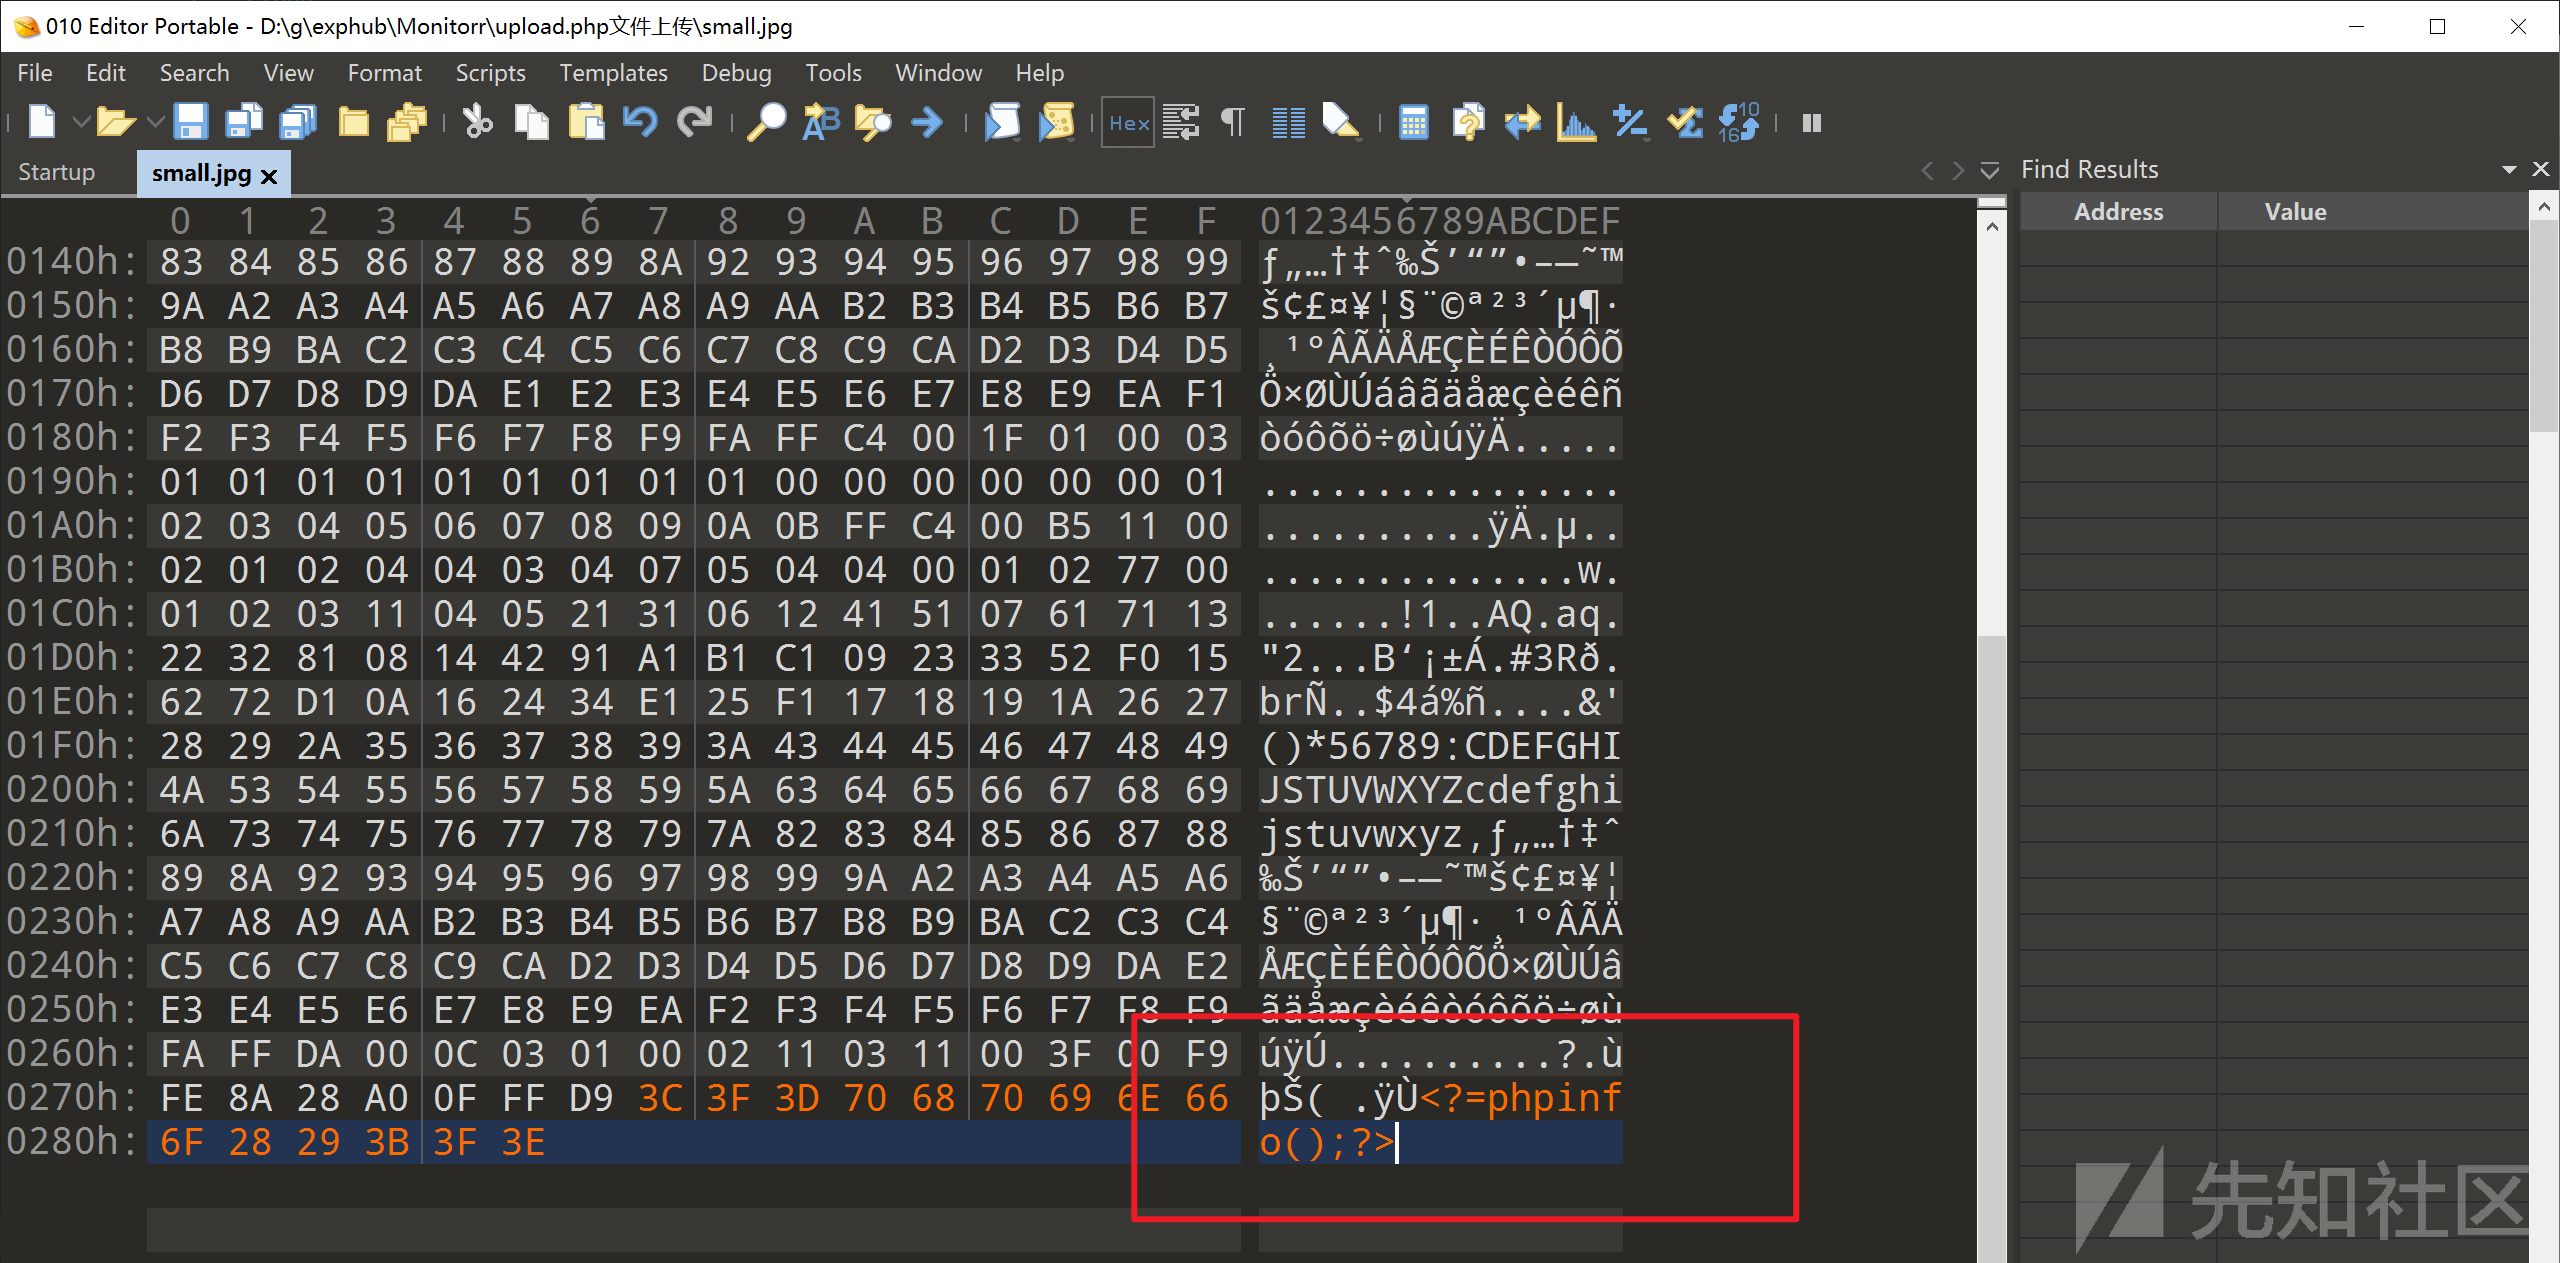 010 Editor Portable - D:\g\exphub\Monitorr\upload.php文件上传\small.jpg
File Edit Search View Format Scripts Templates Debug Tools Window Help
Hex
Startup small.jpg
Find Results
Address Value
0 1 2 3 4 5 6 7 8 9 A B C D E F 0123456789ABCDEF
0140h: 83 84 85 86 87 88 89 8A 92 93 94 95 96 97 98 99 ƒ„…†‡ˆ‰Š’“”•–—˜™
0150h: 9A A2 A3 A4 A5 A6 A7 A8 A9 AA B2 B3 B4 B5 B6 B7 š¢£¤¥¦§¨©ª²³´µ¶·
0160h: B8 B9 BA C2 C3 C4 C5 C6 C7 C8 C9 CA D2 D3 D4 D5 ¸¹ºÂÃÄÅÆÇÈÉÊÒÓÔÕ
0170h: D6 D7 D8 D9 DA E1 E2 E3 E4 E5 E6 E7 E8 E9 EA F1 Ö×ØÙÚáâãäåæçèéêñ
0180h: F2 F3 F4 F5 F6 F7 F8 F9 FA FF C4 00 1F 01 00 03 òóôõö÷øùúÿÄ.....
0190h: 01 01 01 01 01 01 01 01 01 00 00 00 00 00 00 01 ................
01A0h: 02 03 04 05 06 07 08 09 0A 0B FF C4 00 B5 11 00 ..........ÿÄ.µ..
01B0h: 02 01 02 04 04 03 04 07 05 04 04 00 01 02 77 00 ..............w.
01C0h: 01 02 03 11 04 05 21 31 06 12 41 51 07 61 71 13 ......!1..AQ.aq.
01D0h: 22 32 81 08 14 42 91 A1 B1 C1 09 23 33 52 F0 15 "2...B‘¡±Á.#3Rð.
01E0h: 62 72 D1 0A 16 24 34 E1 25 F1 17 18 19 1A 26 27 brÑ..$4á%ñ....&'
01F0h: 28 29 2A 35 36 37 38 39 3A 43 44 45 46 47 48 49 ()*56789:CDEFGHI
0200h: 4A 53 54 55 56 57 58 59 5A 63 64 65 66 67 68 69 JSTUVWXYZcdefghi
0210h: 6A 73 74 75 76 77 78 79 7A 82 83 84 85 86 87 88 jstuvwxyz‚ƒ„…†‡ˆ
0220h: 89 8A 92 93 94 95 96 97 98 99 9A A2 A3 A4 A5 A6 ‰Š’“”•–—˜™š¢£¤¥¦
0230h: A7 A8 A9 AA B2 B3 B4 B5 B6 B7 B8 B9 BA C2 C3 C4 §¨©ª²³´µ¶·¸¹ºÂÃÄ
0240h: C5 C6 C7 C8 C9 CA D2 D3 D4 D5 D6 D7 D8 D9 DA E2 ÅÆÇÈÉÊÒÓÔÕÖ×ØÙÚâ
0250h: E3 E4 E5 E6 E7 E8 E9 EA F2 F3 F4 F5 F6 F7 F8 F9 ãäåæçèéêòóôõö÷øù
0260h: FA FF DA 00 0C 03 01 00 02 11 03 11 00 3F 00 F9 úÿÚ..........?.ù
0270h: FE 8A 28 A0 0F FF D9 3C 3F 3D 70 68 70 69 6E 66 þŠ( .ÿÙ<?=phpinf
0280h: 6F 28 29 3B 3F 3E o();?>
先知社区